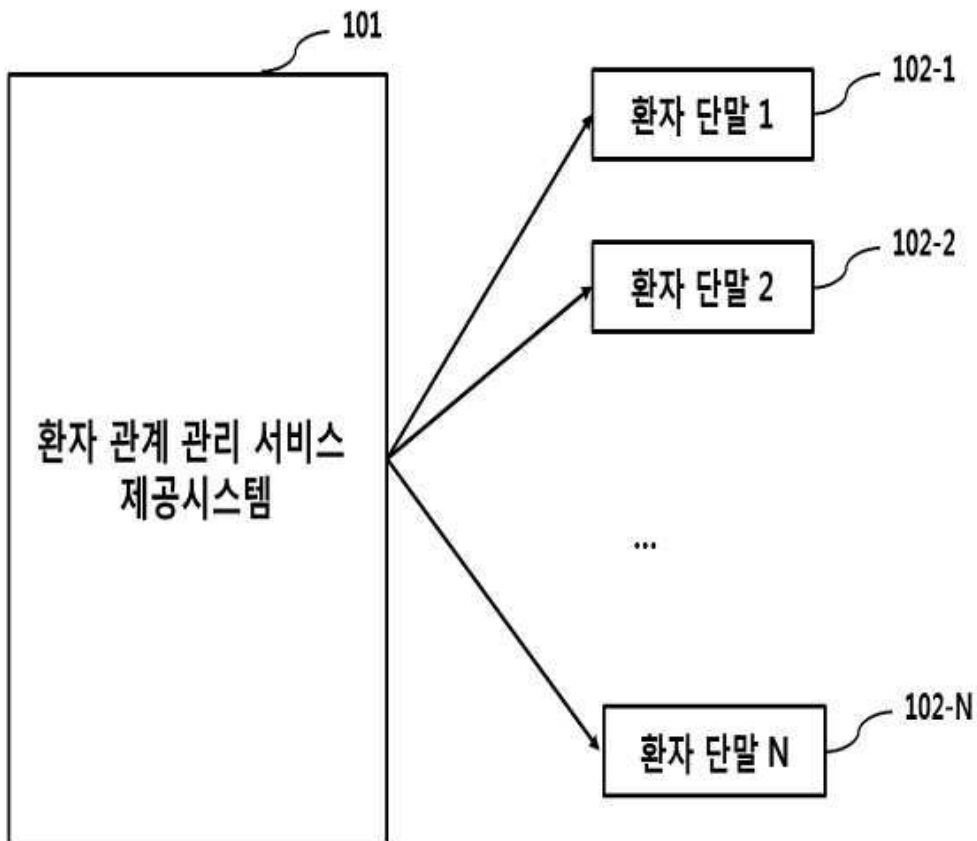 101
102-1
환자 단말 1
102-2
환자 단말 2
환자 관계 관리 서비스
제공시스템
...
102-N
환자 단말 N